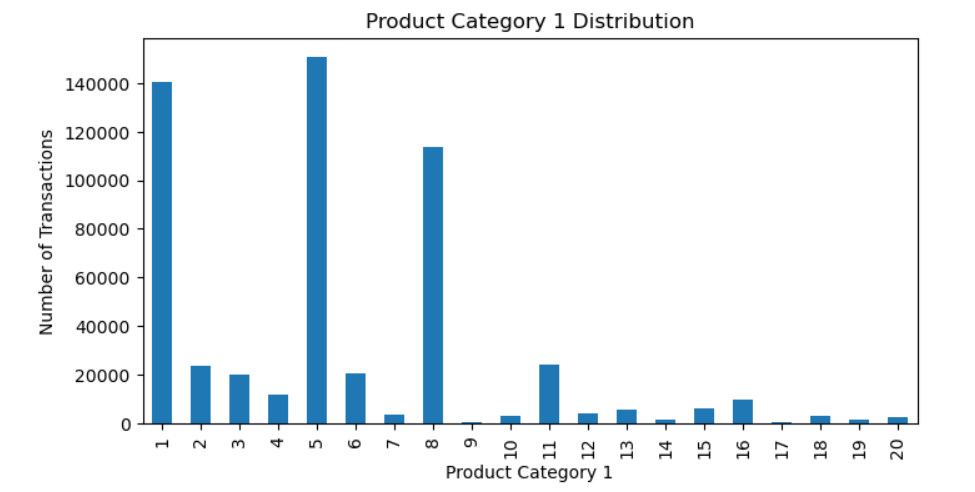 Product Category 1 Distribution
Number of Transactions
140000
120000
100000
80000
60000
40000
20000
0
1 2 3 4 5 6 7 8 9 10 11 12 13 14 15 16 17 18 19 20
Product Category 1